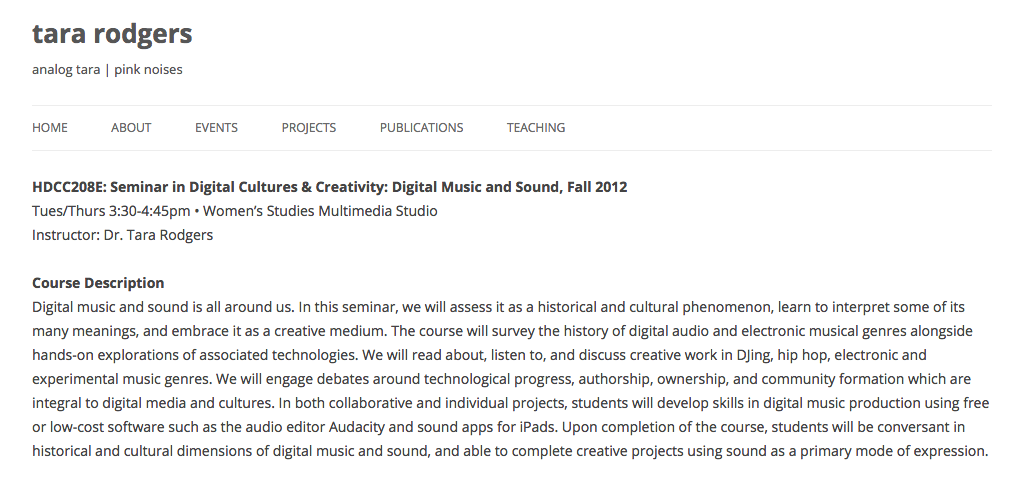 tara rodgers
analog tara | pink noises
HOME ABOUT EVENTS PROJECTS PUBLICATIONS TEACHING
HDCC208E: Seminar in Digital Cultures & Creativity: Digital Music and Sound, Fall 2012
Tues/Thurs 3:30-4:45pm • Women’s Studies Multimedia Studio
Instructor: Dr. Tara Rodgers
Course Description
Digital music and sound is all around us. In this seminar, we will assess it as a historical and cultural phenomenon, learn to interpret some of its
many meanings, and embrace it as a creative medium. The course will survey the history of digital audio and electronic musical genres alongside
hands-on explorations of associated technologies. We will read about, listen to, and discuss creative work in DJing, hip hop, electronic and
experimental music genres. We will engage debates around technological progress, authorship, ownership, and community formation which are
integral to digital media and cultures. In both collaborative and individual projects, students will develop skills in digital music production using free
or low-cost software such as the audio editor Audacity and sound apps for iPads. Upon completion of the course, students will be conversant in
historical and cultural dimensions of digital music and sound, and able to complete creative projects using sound as a primary mode of expression.